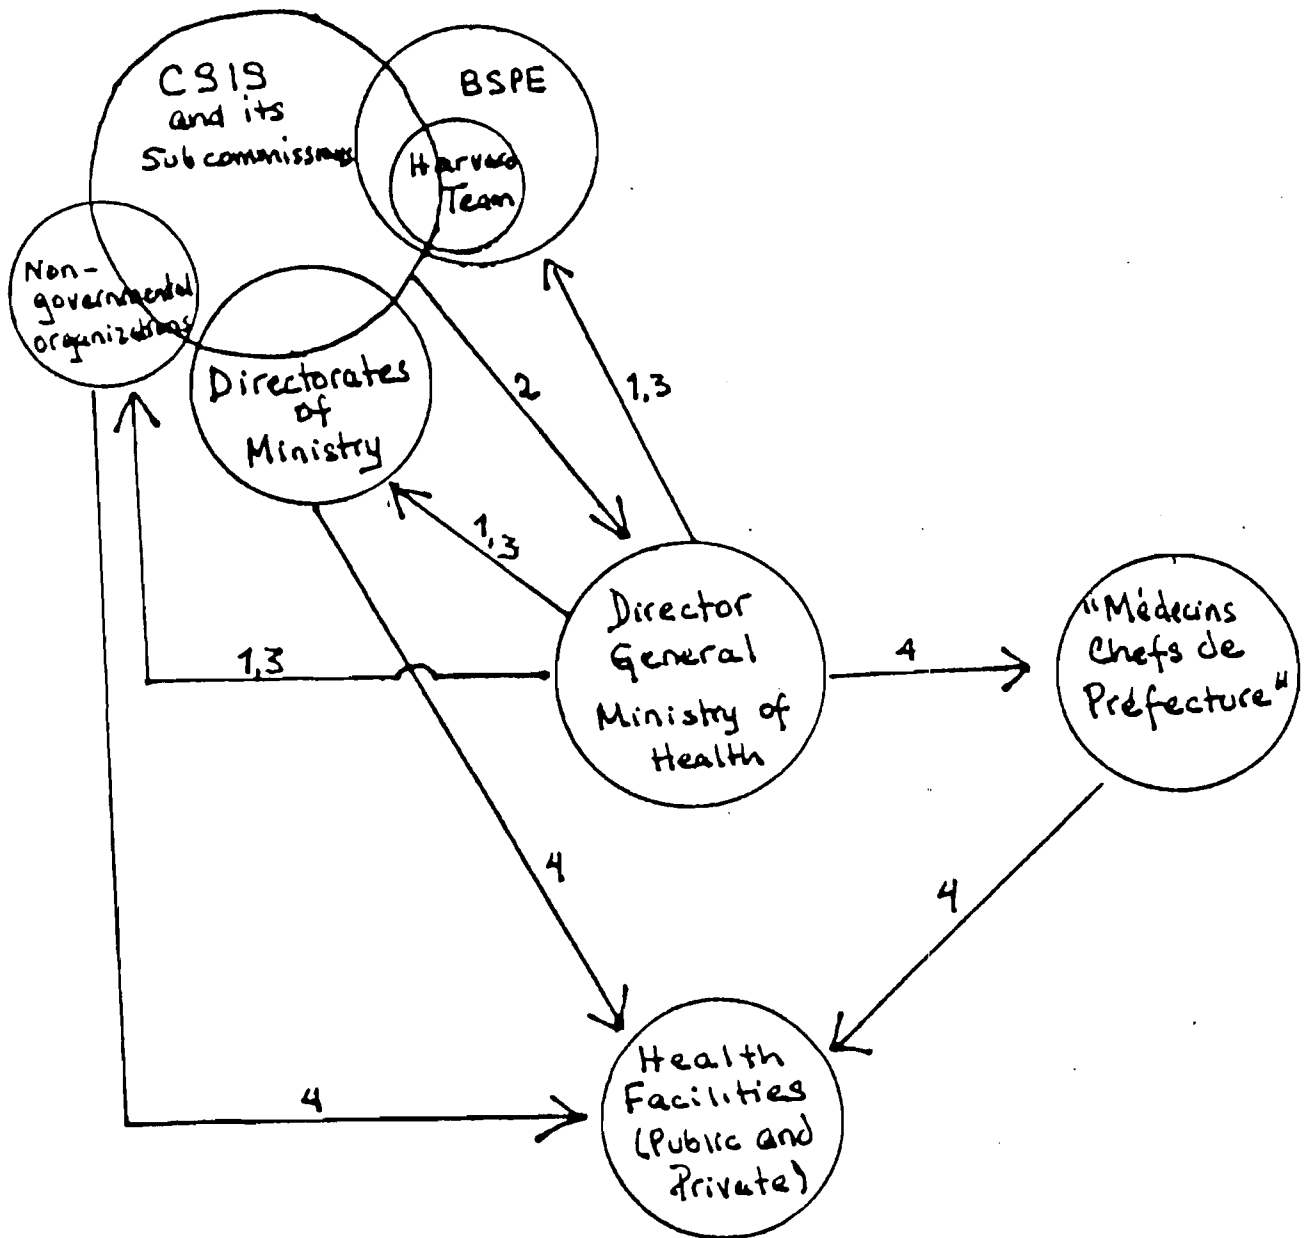 CSIS
and its
Subcommissions
BSPE
Harvard
Team
Non-
governmental
organizations
Directorates
of
Ministry
2
1,3
1,3
1,3
Director
General
Ministry of
Health
4
"Médecins
Chefs de
Préfecture"
4
4
4
Health
Facilities
(Public and
Private)